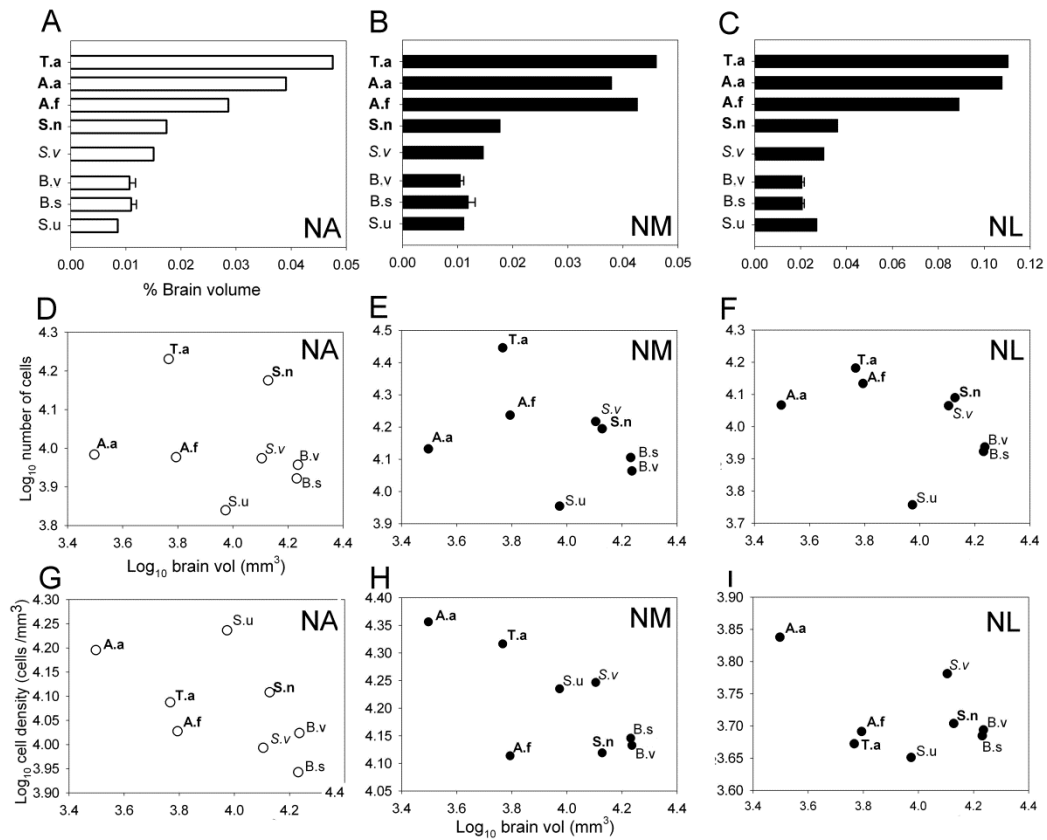 A
B
C
T.a
A.a
A.f
S.n
S.v
B.v
B.s
S.u
NA
0.00 0.01 0.02 0.03 0.04 0.05
% Brain volume
T.a
A.a
A.f
S.n
S.v
B.v
B.s
S.u
NM
0.00 0.01 0.02 0.03 0.04 0.05
T.a
A.a
A.f
S.n
S.v
B.v
B.s
S.u
NL
0.00 0.02 0.04 0.06 0.08 0.10 0.12
D
NA
Log10 number of cells
4.3
4.2
4.1
4.0
3.9
3.8
T.a
S.n
A.a
A.f
S.v
B.v
B.s
S.u
3.4 3.6 3.8 4.0 4.2 4.4
Log10 brain vol (mm3)
E
NM
4.5
4.4
4.3
4.2
4.1
4.0
3.9
T.a
A.f
S.v
S.n
A.a
B.s
B.v
S.u
3.4 3.6 3.8 4.0 4.2 4.4
F
NL
4.3
4.2
4.1
4.0
3.9
3.8
3.7
T.a
A.f
A.a
S.n
S.v
B.v
B.s
S.u
3.4 3.6 3.8 4.0 4.2 4.4
G
NA
Log10 cell density (cells /mm3)
4.30
4.25
4.20
4.15
4.10
4.05
4.00
3.95
3.90
S.u
A.a
T.a
S.n
A.f
B.v
S.v
B.s
3.4 3.6 3.8 4.0 4.2 4.4
H
NM
4.40
4.35
4.30
4.25
4.20
4.15
4.10
4.05
A.a
T.a
S.u
S.v
A.f
S.n
B.s
B.v
3.4 3.6 3.8 4.0 4.2 4.4
Log10 brain vol (mm3)
I
NL
3.90
3.85
3.80
3.75
3.70
3.65
3.60
A.a
S.v
A.f
T.a
S.n
B.v
B.s
S.u
3.4 3.6 3.8 4.0 4.2 4.4